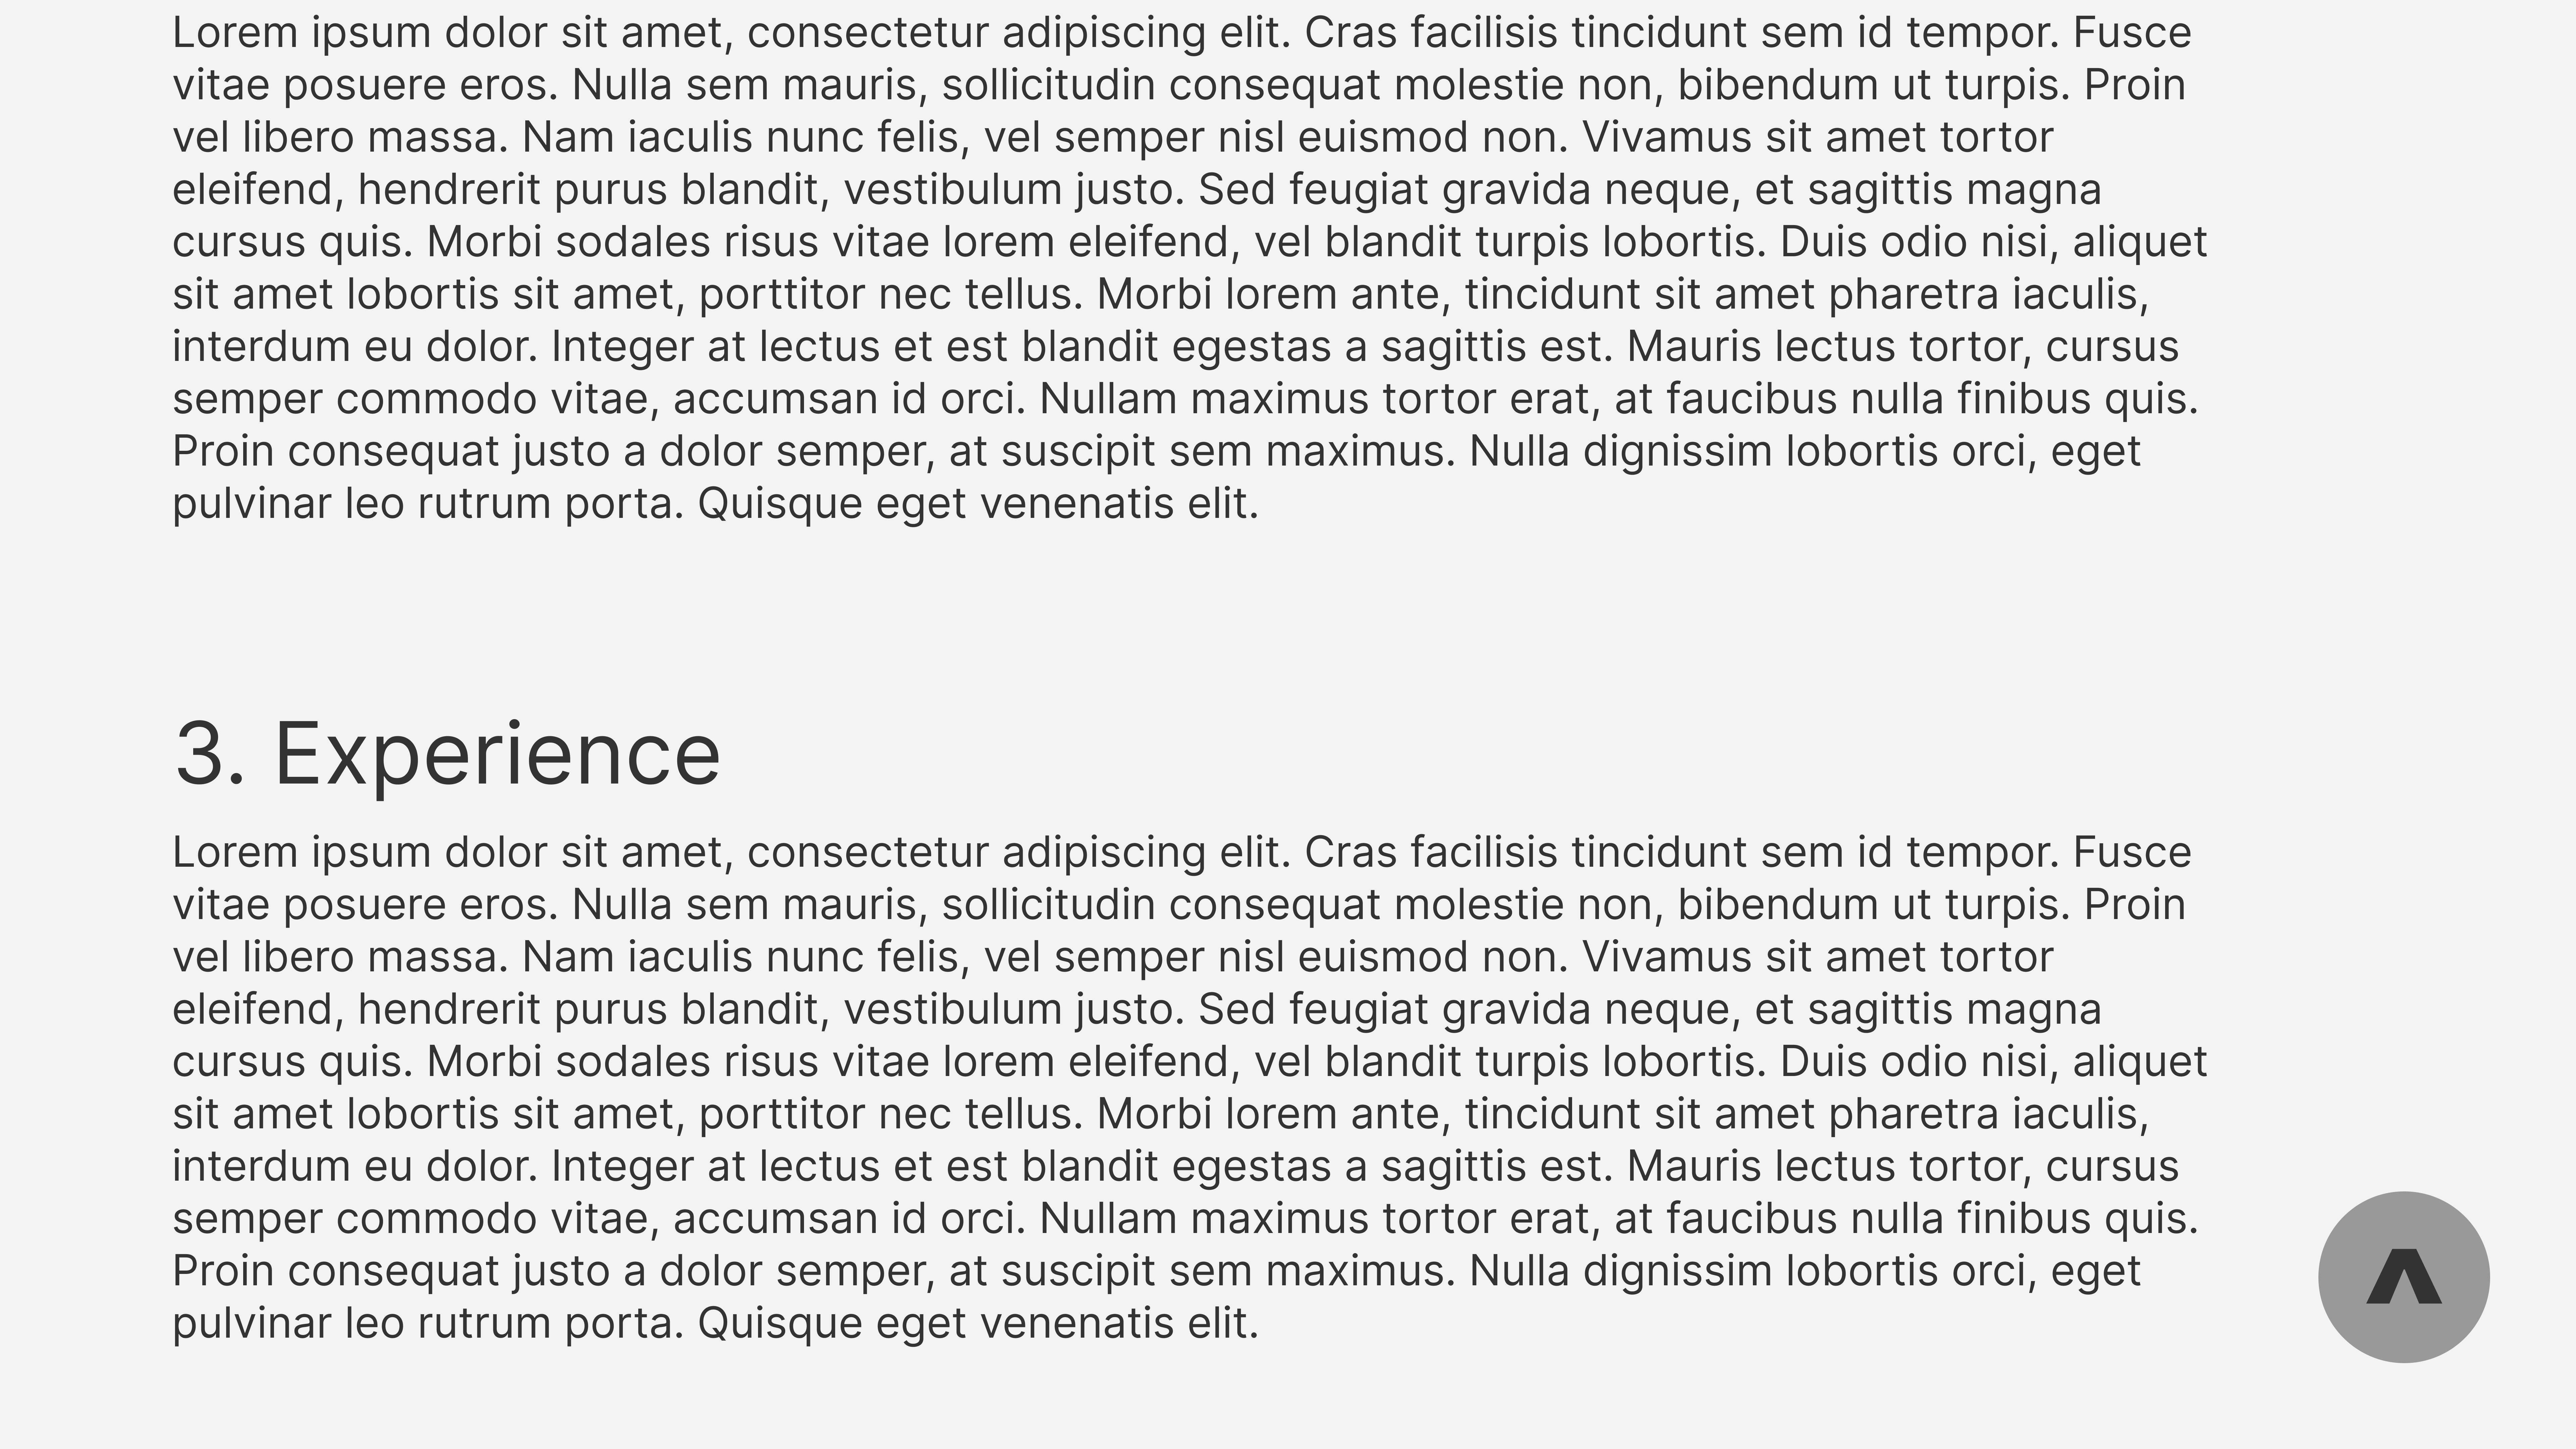 Lorem ipsum dolor sit amet, consectetur adipiscing elit. Cras facilisis tincidunt sem id tempor. Fusce
vitae posuere eros. Nulla sem mauris, sollicitudin consequat molestie non, bibendum ut turpis. Proin
vel libero massa. Nam iaculis nunc felis, vel semper nisl euismod non. Vivamus sit amet tortor
eleifend, hendrerit purus blandit, vestibulum justo. Sed feugiat gravida neque, et sagittis magna
cursus quis. Morbi sodales risus vitae lorem eleifend, vel blandit turpis lobortis. Duis odio nisi, aliquet
sit amet lobortis sit amet, porttitor nec tellus. Morbi lorem ante, tincidunt sit amet pharetra iaculis,
interdum eu dolor. Integer at lectus et est blandit egestas a sagittis est. Mauris lectus tortor, cursus
semper commodo vitae, accumsan id orci. Nullam maximus tortor erat, at faucibus nulla finibus quis.
Proin consequat justo a dolor semper, at suscipit sem maximus. Nulla dignissim lobortis orci, eget
pulvinar leo rutrum porta. Quisque eget venenatis elit.
3. Experience
Lorem ipsum dolor sit amet, consectetur adipiscing elit. Cras facilisis tincidunt sem id tempor. Fusce
vitae posuere eros. Nulla sem mauris, sollicitudin consequat molestie non, bibendum ut turpis. Proin
vel libero massa. Nam iaculis nunc felis, vel semper nisl euismod non. Vivamus sit amet tortor
eleifend, hendrerit purus blandit, vestibulum justo. Sed feugiat gravida neque, et sagittis magna
cursus quis. Morbi sodales risus vitae lorem eleifend, vel blandit turpis lobortis. Duis odio nisi, aliquet
sit amet lobortis sit amet, porttitor nec tellus. Morbi lorem ante, tincidunt sit amet pharetra iaculis,
interdum eu dolor. Integer at lectus et est blandit egestas a sagittis est. Mauris lectus tortor, cursus
semper commodo vitae, accumsan id orci. Nullam maximus tortor erat, at faucibus nulla finibus quis.
Proin consequat justo a dolor semper, at suscipit sem maximus. Nulla dignissim lobortis orci, eget
pulvinar leo rutrum porta. Quisque eget venenatis elit.